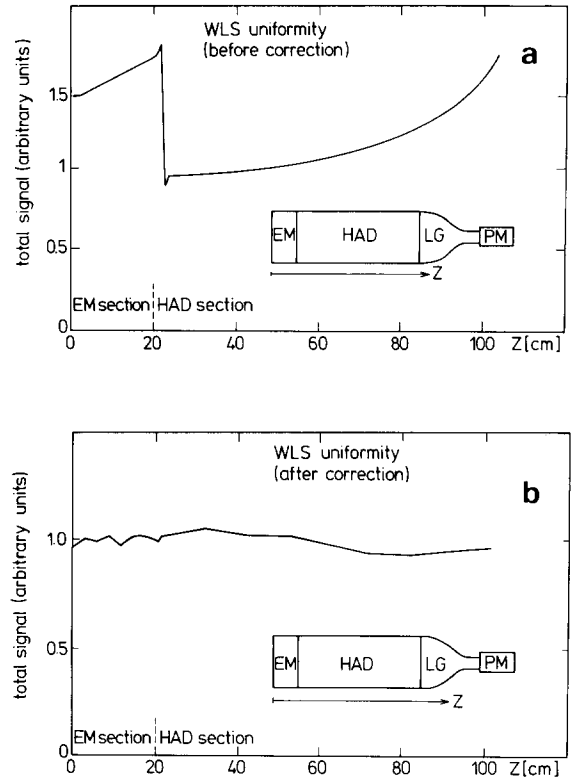 WLS uniformity
(before correction)
a
total signal (arbitrary units)
1.5
1
0.5
0
EM section
HAD section
EM
HAD
LG
PM
Z
0
20
40
60
80
100
Z[cm]
WLS uniformity
(after correction)
b
total signal (arbitrary units)
1.0
0.5
0
EM section
HAD section
EM
HAD
LG
PM
Z
0
20
40
60
80
100
Z[cm]